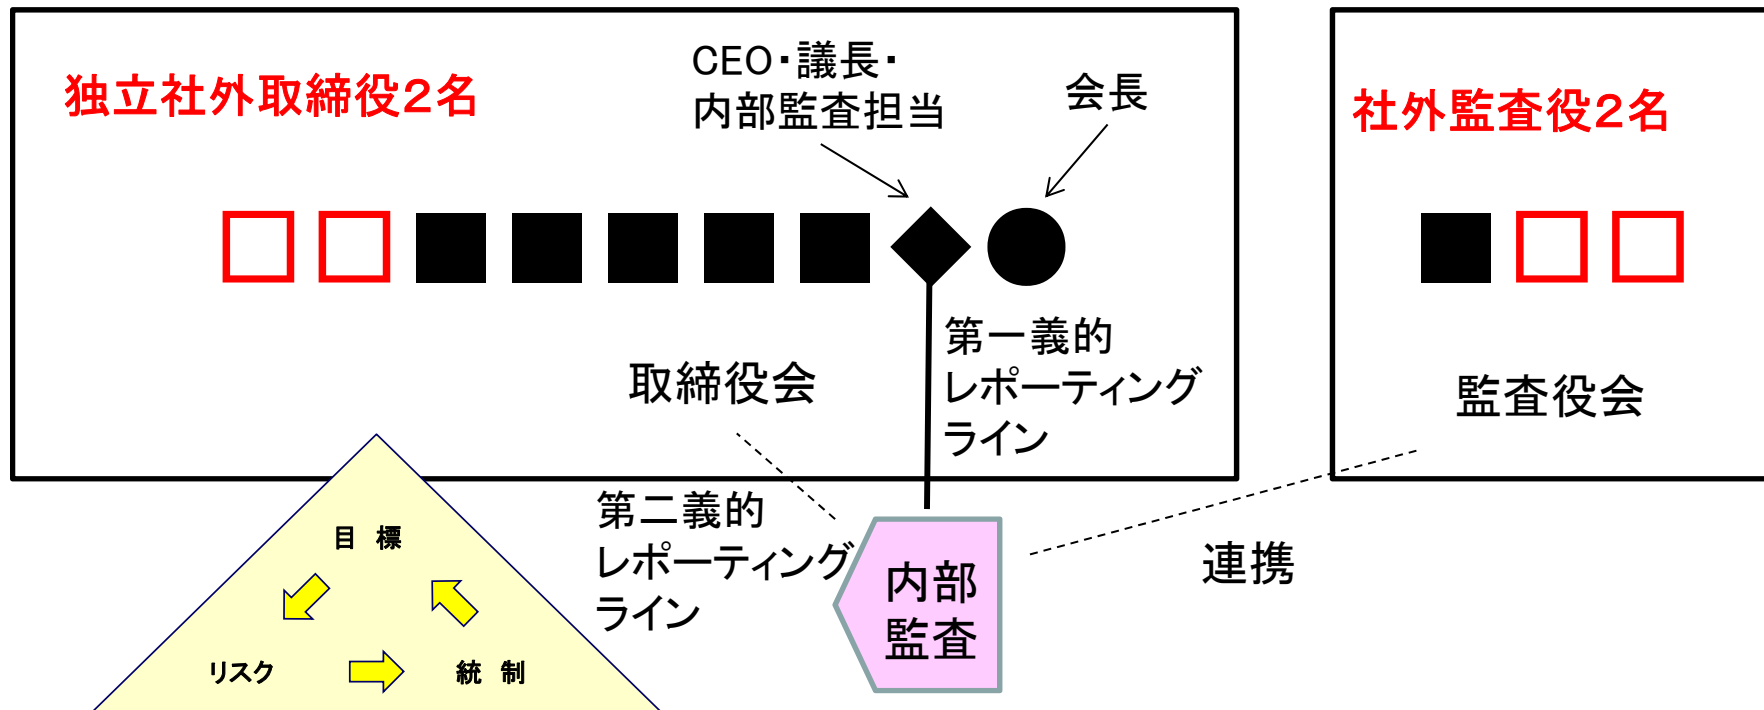 独立社外取締役2名
CEO・議長・
内部監査担当
会長
社外監査役2名
第一義的
レポーティング
ライン
取締役会
監査役会
第二義的
レポーティング
ライン
目 標
リスク
統 制
内部
監査
連携